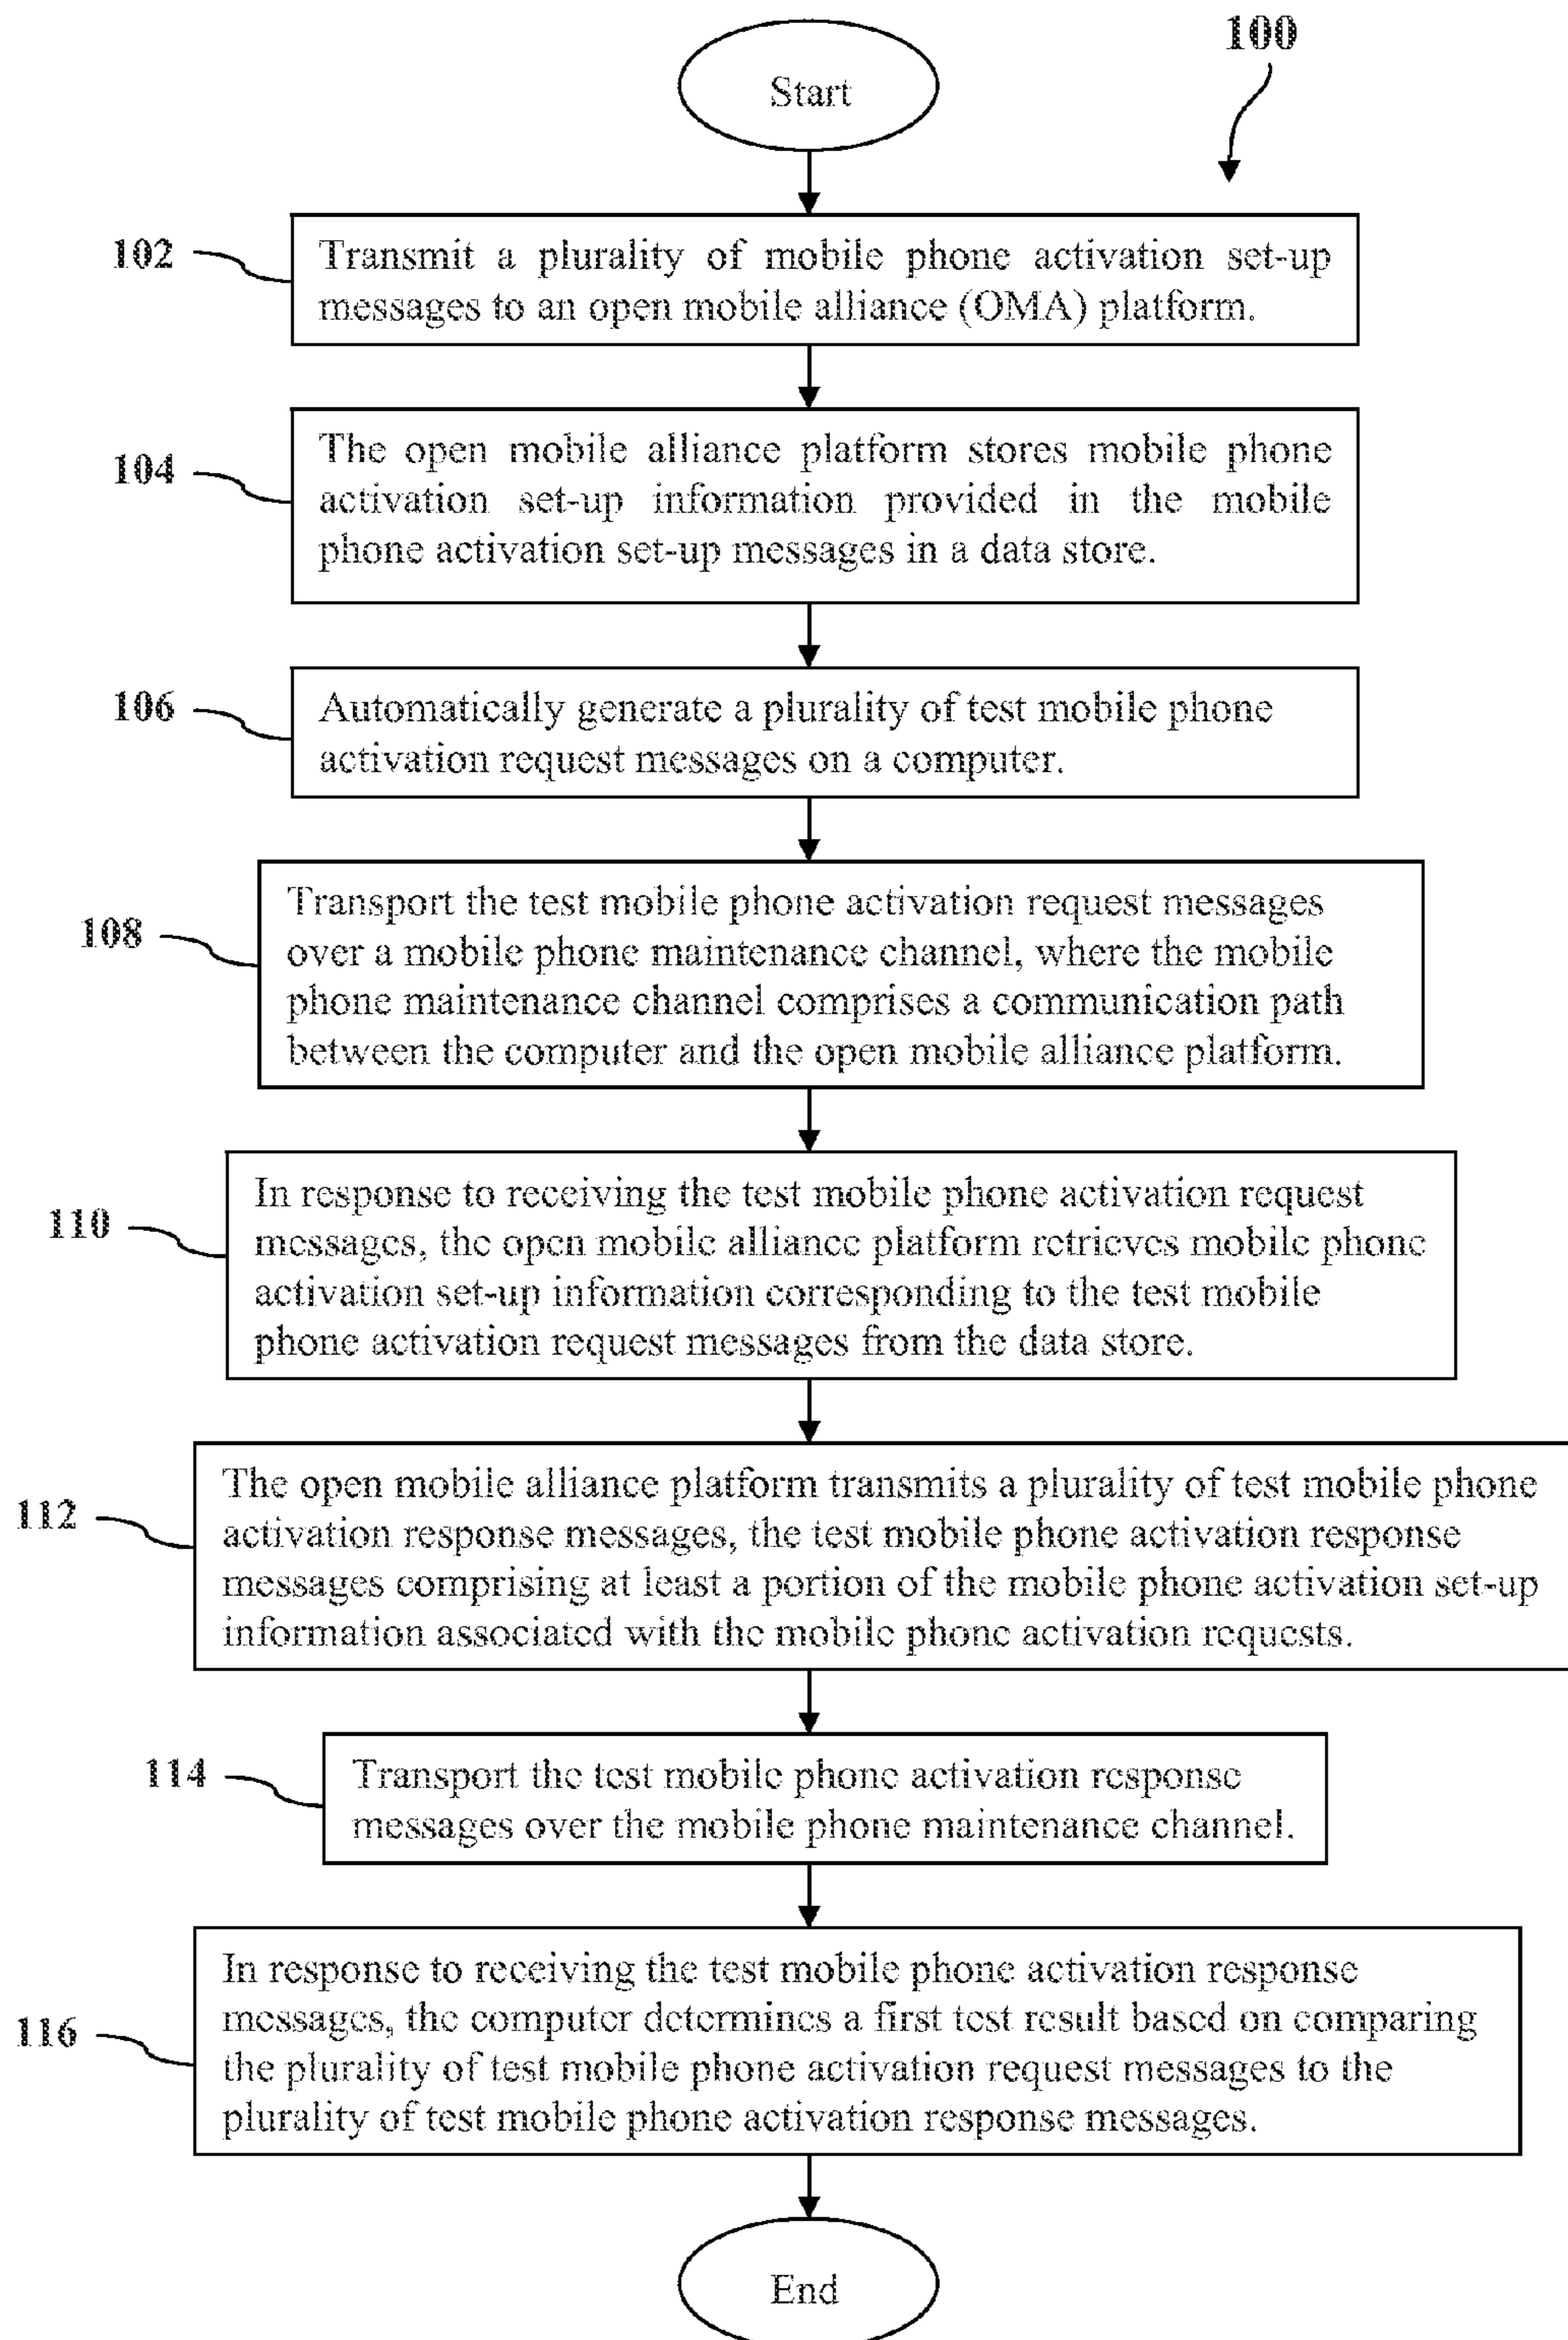 100
Start
102
Transmit a plurality of mobile phone activation set-up
messages to an open mobile alliance (OMA) platform.
104
The open mobile alliance platform stores mobile phone
activation set-up information provided in the mobile
phone activation set-up messages in a data store.
106
Automatically generate a plurality of test mobile phone
activation request messages on a computer.
108
Transport the test mobile phone activation request messages
over a mobile phone maintenance channel, where the mobile
phone maintenance channel comprises a communication path
between the computer and the open mobile alliance platform.
110
In response to receiving the test mobile phone activation request
messages, the open mobile alliance platform retrieves mobile phone
activation set-up information corresponding to the test mobile
phone activation request messages from the data store.
112
The open mobile alliance platform transmits a plurality of test mobile phone
activation response messages, the test mobile phone activation response
messages comprising at least a portion of the mobile phone activation set-up
information associated with the mobile phone activation requests.
114
Transport the test mobile phone activation response
messages over the mobile phone maintenance channel.
116
In response to receiving the test mobile phone activation response
messages, the computer determines a first test result based on comparing
the plurality of test mobile phone activation request messages to the
plurality of test mobile phone activation response messages.
End